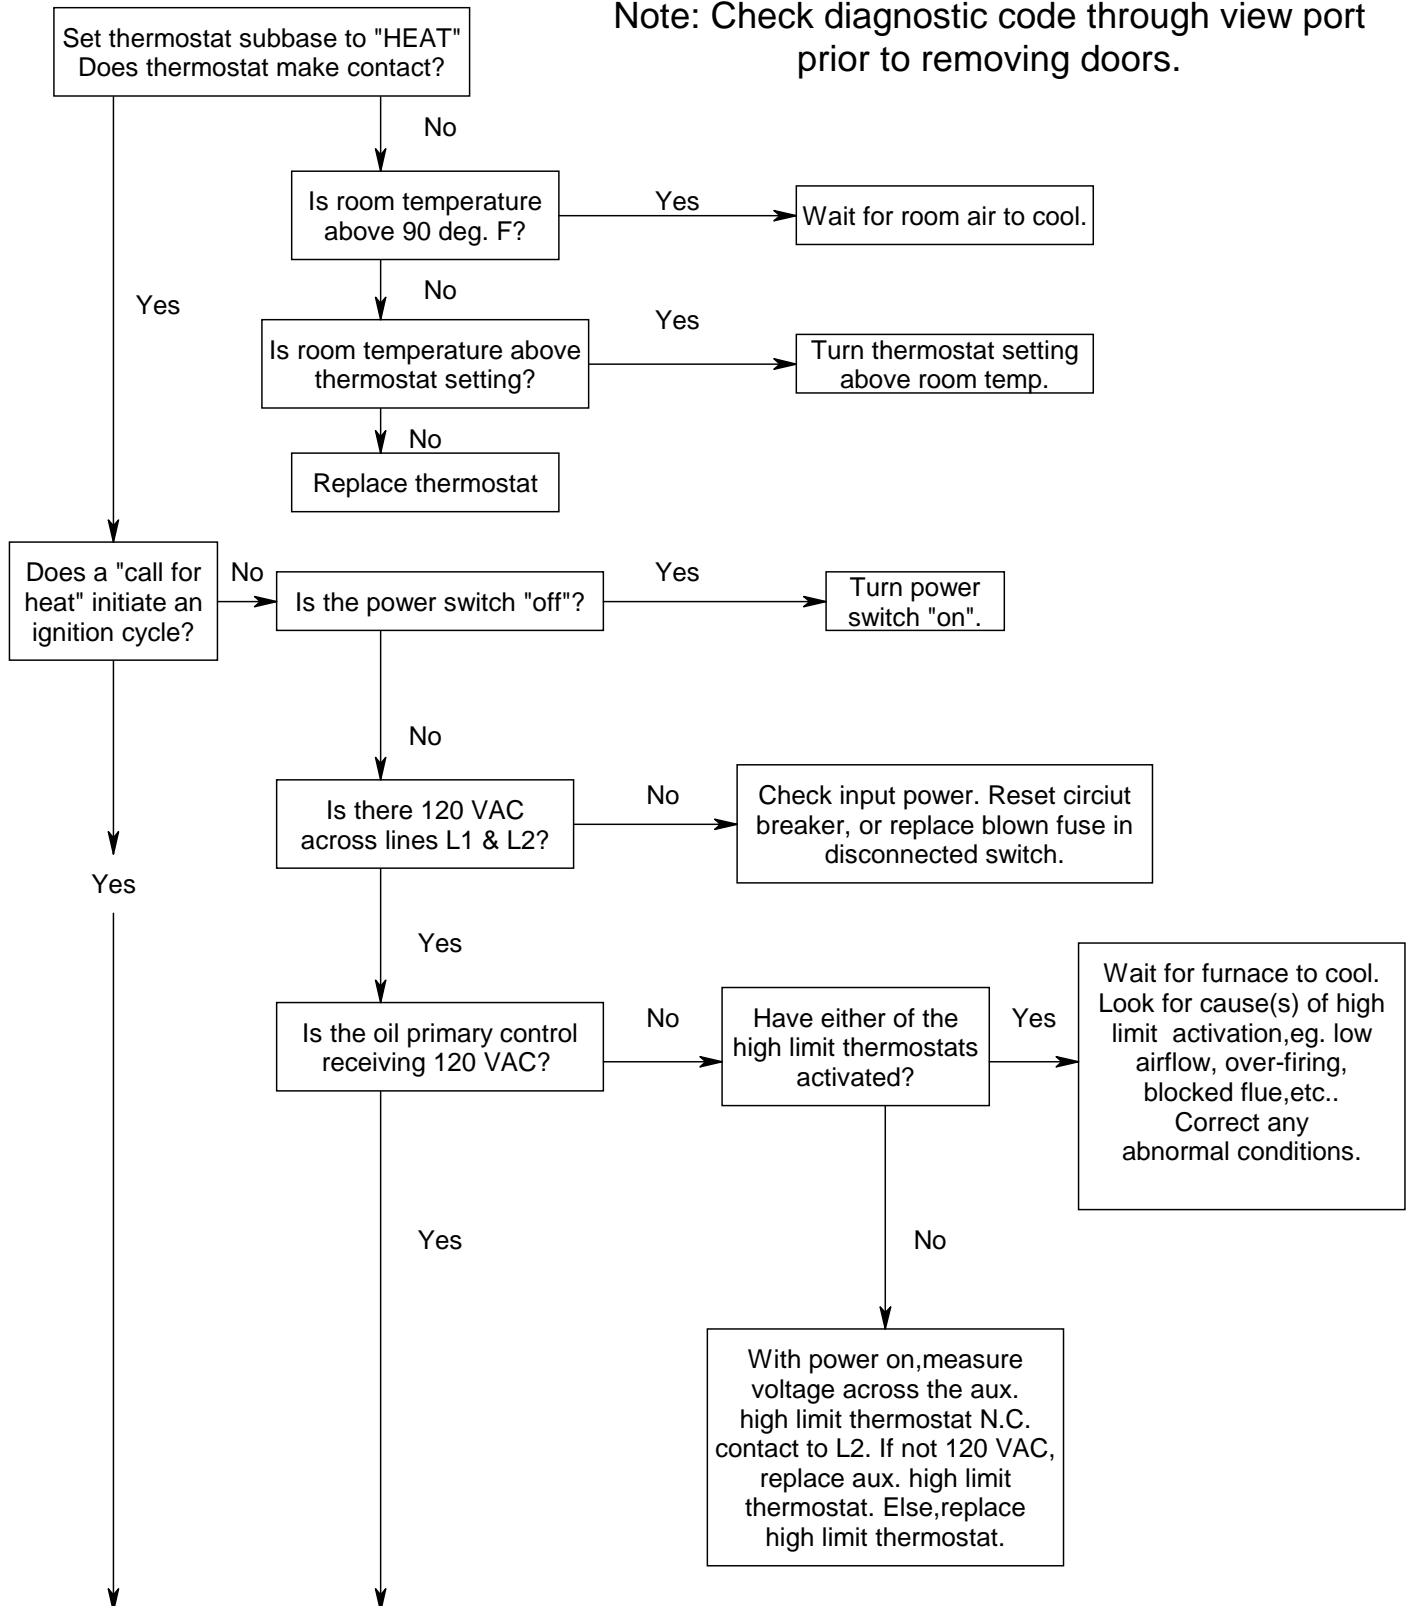 Note: Check diagnostic code through view port
prior to removing doors.
Set thermostat subbase to "HEAT"
Does thermostat make contact?
No
Is room temperature
above 90 deg. F?
Yes
Wait for room air to cool.
Yes
No
Is room temperature above
thermostat setting?
Yes
Turn thermostat setting
above room temp.
No
Replace thermostat
Does a "call for
heat" initiate an
ignition cycle?
No
Is the power switch "off"?
Yes
Turn power
switch "on".
No
Is there 120 VAC
across lines L1 & L2?
No
Check input power. Reset circiut
breaker, or replace blown fuse in
disconnected switch.
Yes
Yes
Is the oil primary control
receiving 120 VAC?
No
Have either of the
high limit thermostats
activated?
Yes
Wait for furnace to cool.
Look for cause(s) of high
limit activation,eg. low
airflow, over-firing,
blocked flue,etc..
Correct any
abnormal conditions.
Yes
No
With power on,measure
voltage across the aux.
high limit thermostat N.C.
contact to L2. If not 120 VAC,
replace aux. high limit
thermostat. Else,replace
high limit thermostat.